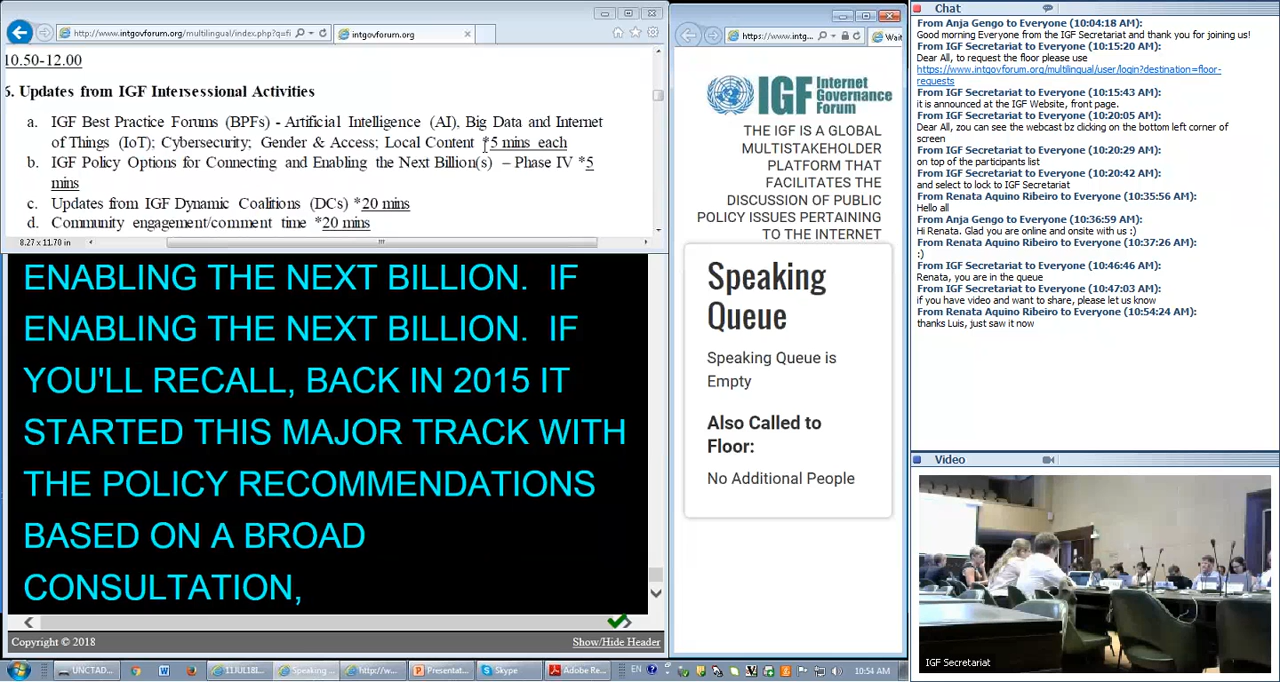 http://www.intgovforum.org/multilingual/index.php?q=fi
intgovforum.org
10.50-12.00
6. Updates from IGF Intersessional Activities
a. IGF Best Practice Forums (BPFs) - Artificial Intelligence (AI), Big Data and Internet
of Things (IoT); Cybersecurity; Gender & Access; Local Content *5 mins each
b. IGF Policy Options for Connecting and Enabling the Next Billion(s) – Phase IV *5
mins
c. Updates from IGF Dynamic Coalitions (DCs) *20 mins
d. Community engagement/comment time *20 mins
8.27 x 11.70 in
ENABLING THE NEXT BILLION. IF
ENABLING THE NEXT BILLION. IF
YOU'LL RECALL, BACK IN 2015 IT
STARTED THIS MAJOR TRACK WITH
THE POLICY RECOMMENDATIONS
BASED ON A BROAD
CONSULTATION,
Copyright © 2018
Show/Hide Header
https://www.intg...
Wait
IGF Internet
Governance
Forum
THE IGF IS A GLOBAL
MULTISTAKEHOLDER
PLATFORM THAT
FACILITATES THE
DISCUSSION OF PUBLIC
POLICY ISSUES PERTAINING
TO THE INTERNET
Speaking
Queue
Speaking Queue is
Empty
Also Called to
Floor:
No Additional People
Chat
From Anja Gengo to Everyone (10:04:18 AM):
Good morning Everyone from the IGF Secretariat and thank you for joining us!
From IGF Secretariat to Everyone (10:15:20 AM):
Dear All, to request the floor please use
https://www.intgovforum.org/multilingual/user/login?destination=floor-
requests
From IGF Secretariat to Everyone (10:15:43 AM):
it is announced at the IGF Website, front page.
From IGF Secretariat to Everyone (10:20:05 AM):
Dear All, zou can see the webcast bz clicking on the bottom left corner of
screen
From IGF Secretariat to Everyone (10:20:29 AM):
on top of the participants list
From IGF Secretariat to Everyone (10:20:42 AM):
and select to lock to IGF Secretariat
From Renata Aquino Ribeiro to Everyone (10:35:56 AM):
Hello all
From Anja Gengo to Everyone (10:36:59 AM):
Hi Renata. Glad you are online and onsite with us :)
From Renata Aquino Ribeiro to Everyone (10:37:26 AM):
:)
From IGF Secretariat to Everyone (10:46:46 AM):
Renata, you are in the queue
From IGF Secretariat to Everyone (10:47:03 AM):
if you have video and want to share, please let us know
From Renata Aquino Ribeiro to Everyone (10:54:24 AM):
thanks Luis, just saw it now
Video
IGF Secretariat
UNCTAD...
11JUL18I...
Speaking ...
http://w...
Presentat...
Skype
Adobe Re...
EN
10:54 AM